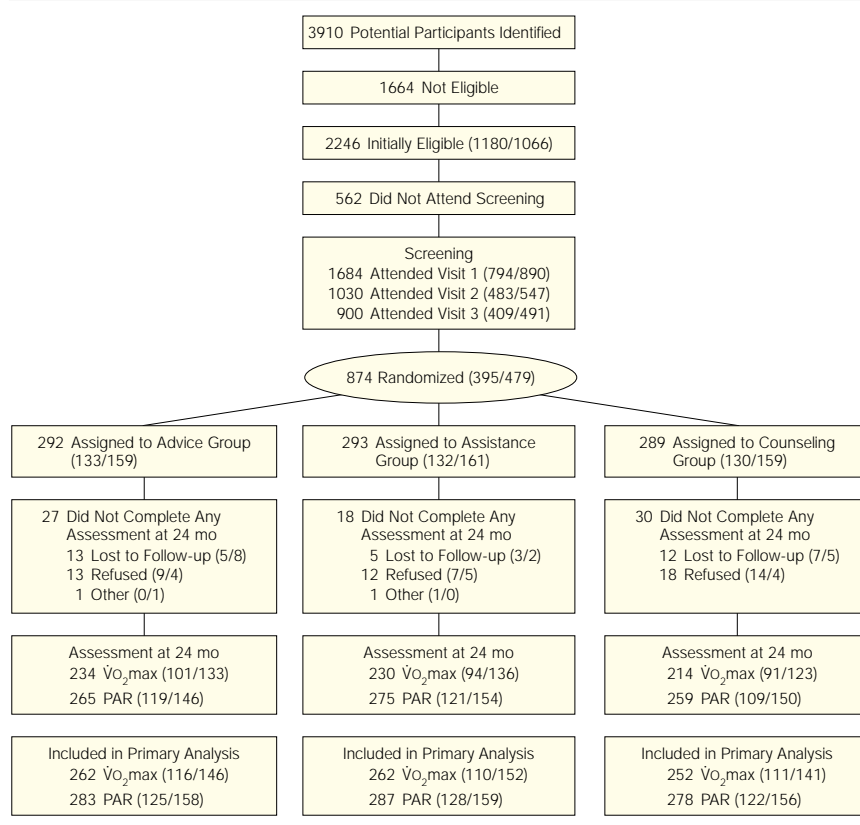 3910 Potential Participants Identified
1664 Not Eligible
2246 Initially Eligible (1180/1066)
562 Did Not Attend Screening
Screening
1684 Attended Visit 1 (794/890)
1030 Attended Visit 2 (483/547)
900 Attended Visit 3 (409/491)
874 Randomized (395/479)
292 Assigned to Advice Group
(133/159)
27 Did Not Complete Any
Assessment at 24 mo
13 Lost to Follow-up (5/8)
13 Refused (9/4)
1 Other (0/1)
Assessment at 24 mo
234 V̇O₂max (101/133)
265 PAR (119/146)
Included in Primary Analysis
262 V̇O₂max (116/146)
283 PAR (125/158)
293 Assigned to Assistance
Group (132/161)
18 Did Not Complete Any
Assessment at 24 mo
5 Lost to Follow-up (3/2)
12 Refused (7/5)
1 Other (1/0)
Assessment at 24 mo
230 V̇O₂max (94/136)
275 PAR (121/154)
Included in Primary Analysis
262 V̇O₂max (110/152)
287 PAR (128/159)
289 Assigned to Counseling
Group (130/159)
30 Did Not Complete Any
Assessment at 24 mo
12 Lost to Follow-up (7/5)
18 Refused (14/4)
Assessment at 24 mo
214 V̇O₂max (91/123)
259 PAR (109/150)
Included in Primary Analysis
252 V̇O₂max (111/141)
278 PAR (122/156)